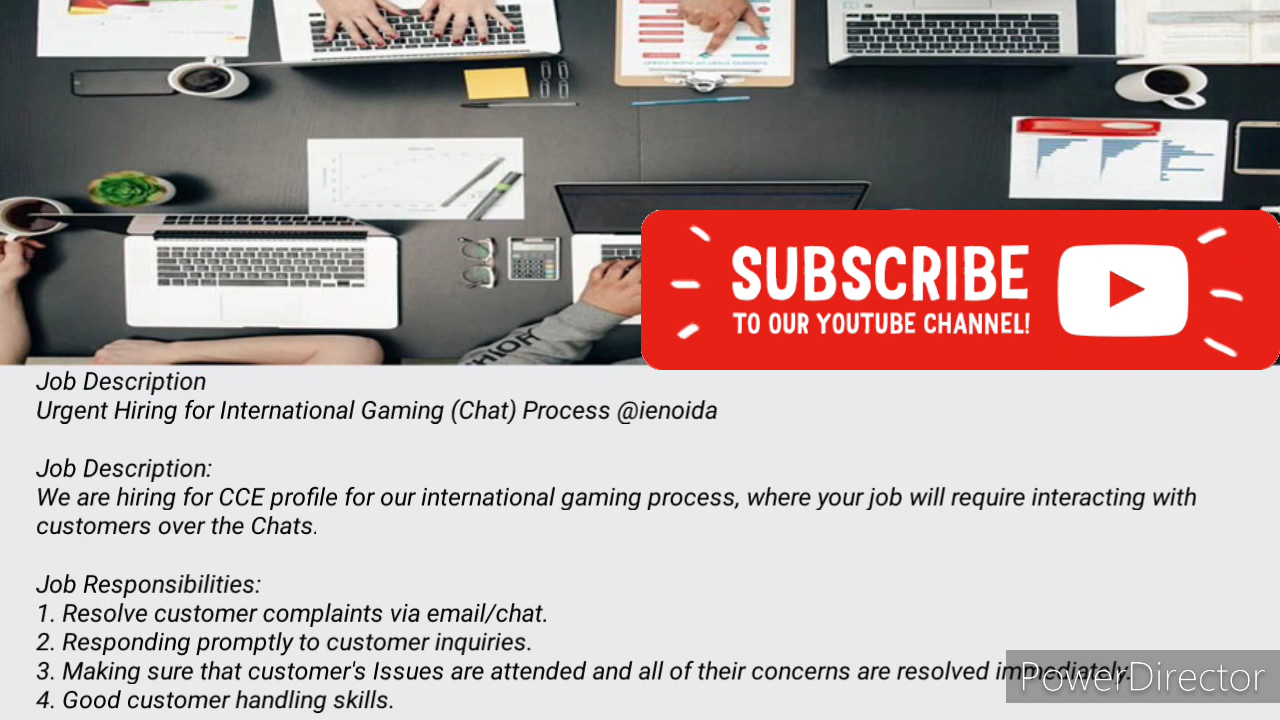 SUBSCRIBE
TO OUR YOUTUBE CHANNEL!
Job Description
Urgent Hiring for International Gaming (Chat) Process @ienoida
Job Description:
We are hiring for CCE profile for our international gaming process, where your job will require interacting with
customers over the Chats.
Job Responsibilities:
1. Resolve customer complaints via email/chat.
2. Responding promptly to customer inquiries.
3. Making sure that customer's Issues are attended and all of their concerns are resolved immediately.
4. Good customer handling skills.
PowerDirector